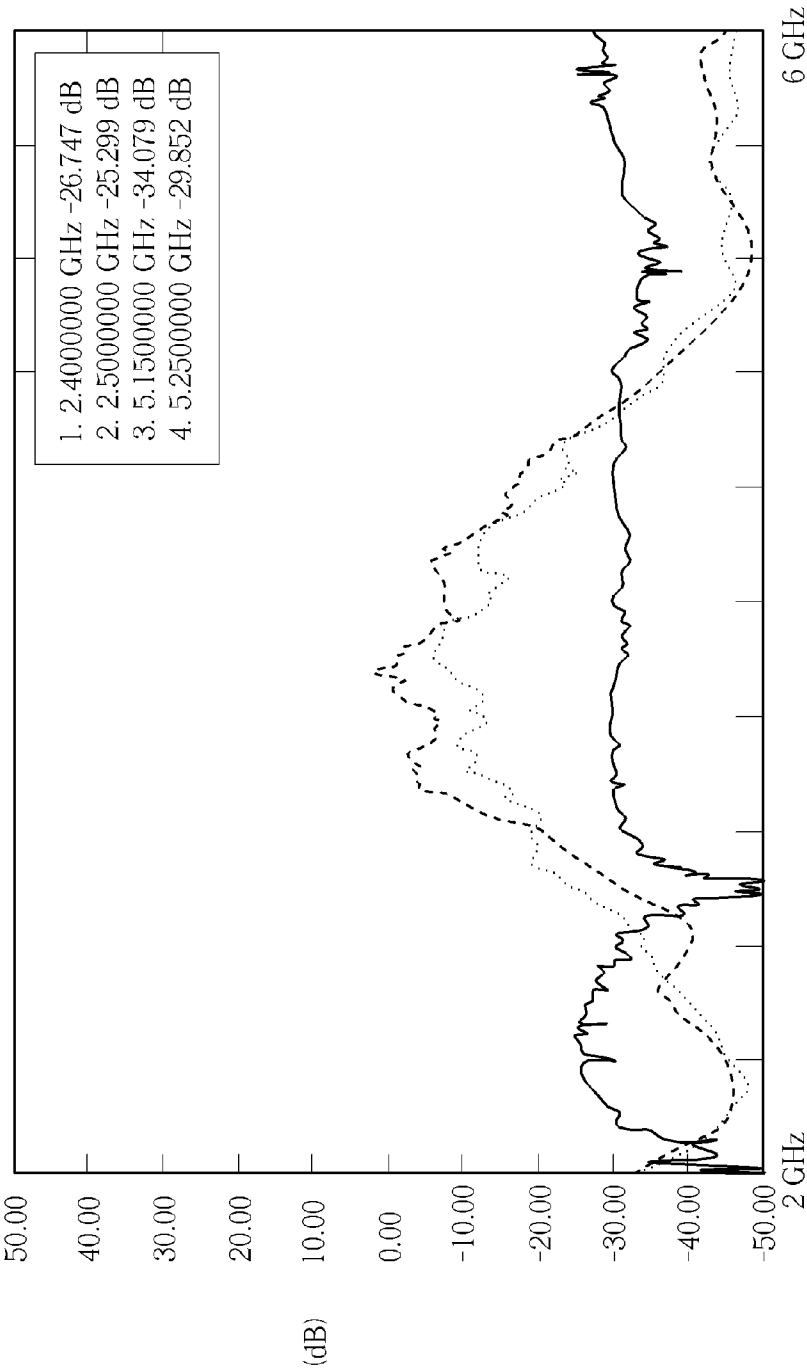 50.00
40.00
30.00
20.00
10.00
0.00
-10.00
-20.00
-30.00
-40.00
-50.00
(dB)
1. 2.4000000 GHz -26.747 dB
2. 2.5000000 GHz -25.299 dB
3. 5.1500000 GHz -34.079 dB
4. 5.2500000 GHz -29.852 dB
2 GHz
6 GHz